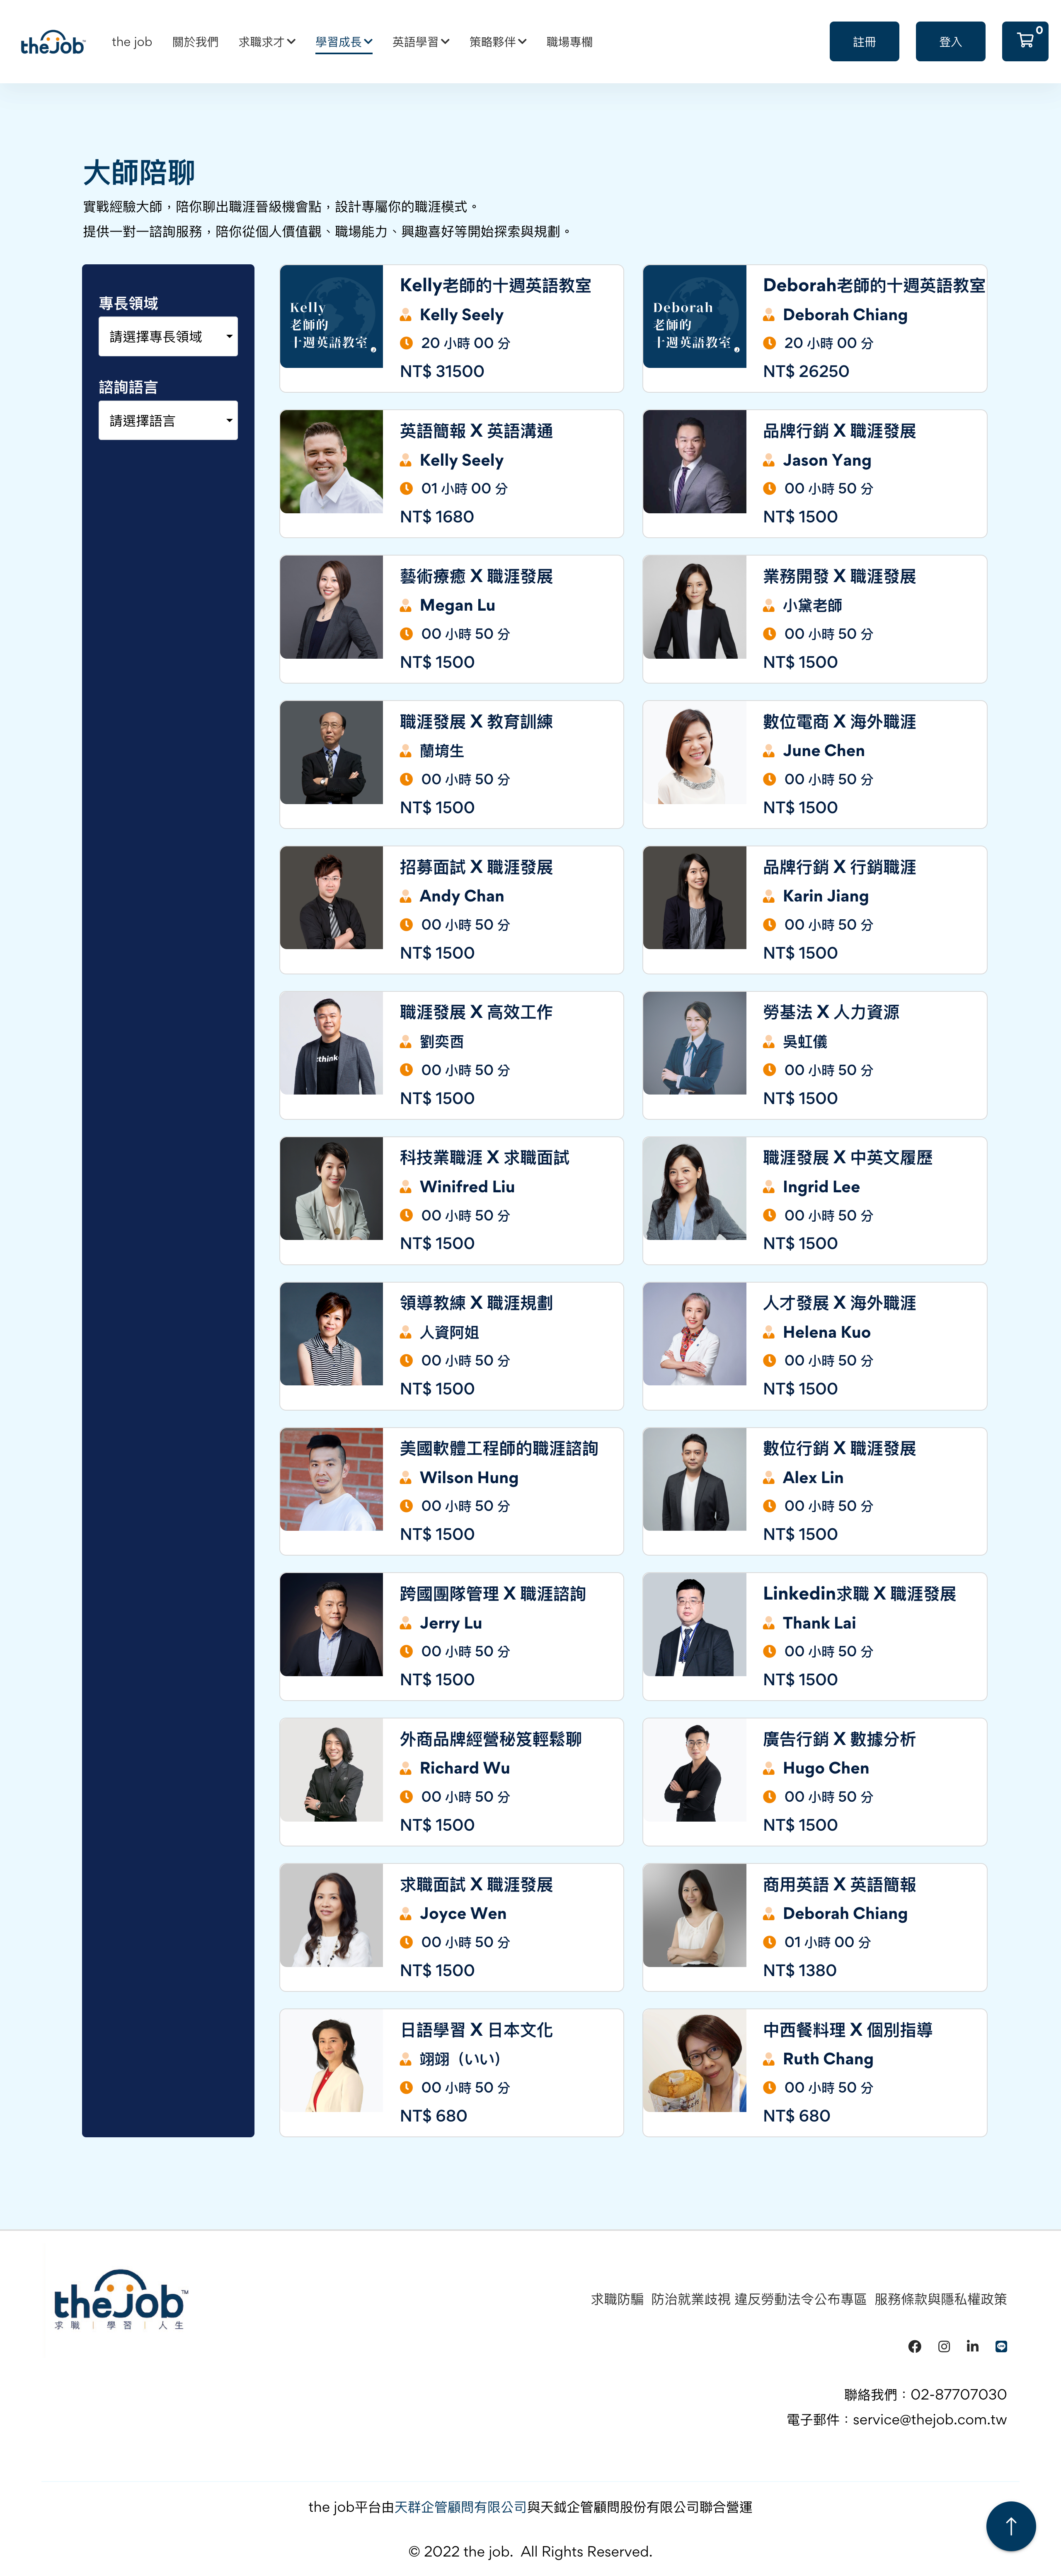 thejob™
the job
關於我們
求職求才
學習成長
英語學習
策略夥伴
職場專欄
註冊
登入
0
大師陪聊
實戰經驗大師，陪你聊出職涯晉級機會點，設計專屬你的職涯模式。
提供一對一諮詢服務，陪你從個人價值觀、職場能力、興趣喜好等開始探索與規劃。
專長領域
請選擇專長領域
諮詢語言
請選擇語言
Kelly
老師的
十週英語教室
Kelly老師的十週英語教室
Kelly Seely
20 小時 00 分
NT$ 31500
Deborah
老師的
十週英語教室
Deborah老師的十週英語教室
Deborah Chiang
20 小時 00 分
NT$ 26250
英語簡報 X 英語溝通
Kelly Seely
01 小時 00 分
NT$ 1680
品牌行銷 X 職涯發展
Jason Yang
00 小時 50 分
NT$ 1500
藝術療癒 X 職涯發展
Megan Lu
00 小時 50 分
NT$ 1500
業務開發 X 職涯發展
小黛老師
00 小時 50 分
NT$ 1500
職涯發展 X 教育訓練
蘭堉生
00 小時 50 分
NT$ 1500
數位電商 X 海外職涯
June Chen
00 小時 50 分
NT$ 1500
招募面試 X 職涯發展
Andy Chan
00 小時 50 分
NT$ 1500
品牌行銷 X 行銷職涯
Karin Jiang
00 小時 50 分
NT$ 1500
:think
職涯發展 X 高效工作
劉奕酉
00 小時 50 分
NT$ 1500
勞基法 X 人力資源
吳虹儀
00 小時 50 分
NT$ 1500
科技業職涯 X 求職面試
Winifred Liu
00 小時 50 分
NT$ 1500
職涯發展 X 中英文履歷
Ingrid Lee
00 小時 50 分
NT$ 1500
領導教練 X 職涯規劃
人資阿姐
00 小時 50 分
NT$ 1500
人才發展 X 海外職涯
Helena Kuo
00 小時 50 分
NT$ 1500
美國軟體工程師的職涯諮詢
Wilson Hung
00 小時 50 分
NT$ 1500
數位行銷 X 職涯發展
Alex Lin
00 小時 50 分
NT$ 1500
跨國團隊管理 X 職涯諮詢
Jerry Lu
00 小時 50 分
NT$ 1500
Linkedin求職 X 職涯發展
Thank Lai
00 小時 50 分
NT$ 1500
外商品牌經營秘笈輕鬆聊
Richard Wu
00 小時 50 分
NT$ 1500
廣告行銷 X 數據分析
Hugo Chen
00 小時 50 分
NT$ 1500
求職面試 X 職涯發展
Joyce Wen
00 小時 50 分
NT$ 1500
商用英語 X 英語簡報
Deborah Chiang
01 小時 00 分
NT$ 1380
日語學習 X 日本文化
翊翊（いい）
00 小時 50 分
NT$ 680
中西餐料理 X 個別指導
Ruth Chang
00 小時 50 分
NT$ 680
thejob™
求職 | 學習 | 人生
求職防騙 防治就業歧視 違反勞動法令公布專區 服務條款與隱私權政策
聯絡我們：02-87707030
電子郵件：service@thejob.com.tw
the job平台由天群企管顧問有限公司與天鉞企管顧問股份有限公司聯合營運
© 2022 the job. All Rights Reserved.